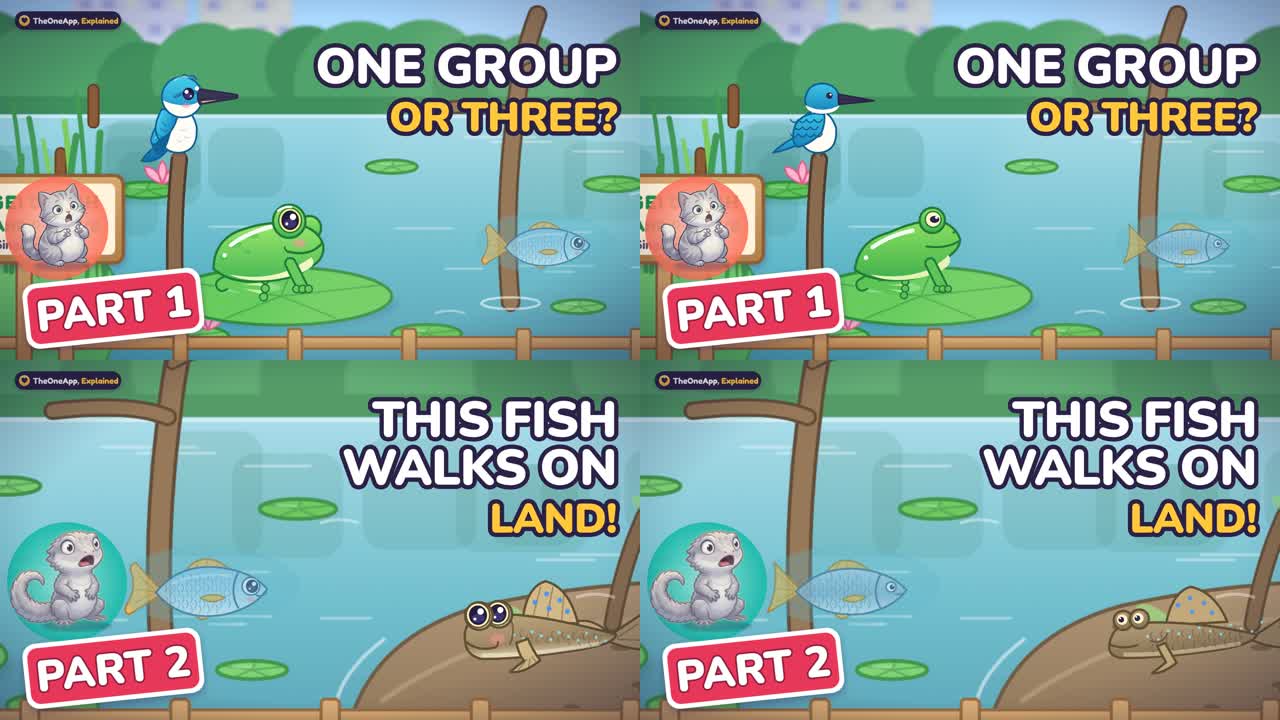 TheOneApp, Explained
ONE GROUP
OR THREE?
PART 1
TheOneApp, Explained
ONE GROUP
OR THREE?
PART 1
TheOneApp, Explained
THIS FISH
WALKS ON
LAND!
PART 2
TheOneApp, Explained
THIS FISH
WALKS ON
LAND!
PART 2